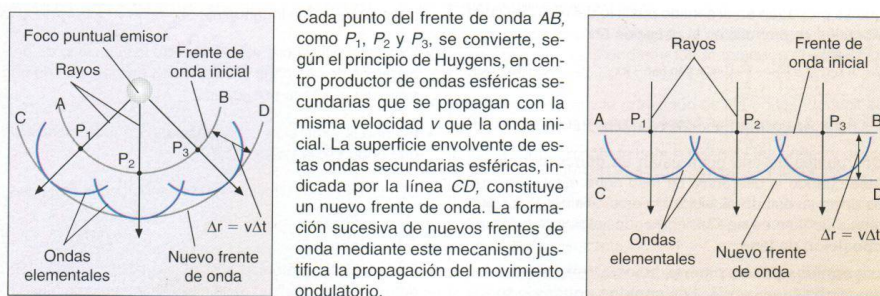 Foco puntual emisor
Rayos
Frente de
onda inicial
A
B
C
D
P1
P2
P3
Δr = vΔt
Ondas
elementales
Nuevo frente
de onda
Cada punto del frente de onda AB,
como P1, P2 y P3, se convierte, se-
gún el principio de Huygens, en cen-
tro productor de ondas esféricas se-
cundarias que se propagan con la
misma velocidad v que la onda ini-
cial. La superficie envolvente de es-
tas ondas secundarias esféricas, in-
dicada por la línea CD, constituye
un nuevo frente de onda. La forma-
ción sucesiva de nuevos frentes de
onda mediante este mecanismo jus-
tifica la propagación del movimiento
ondulatorio.
Rayos
Frente de
onda inicial
A
P1
P2
P3
B
C
D
Δr = vΔt
Ondas
elementales
Nuevo frente
de onda